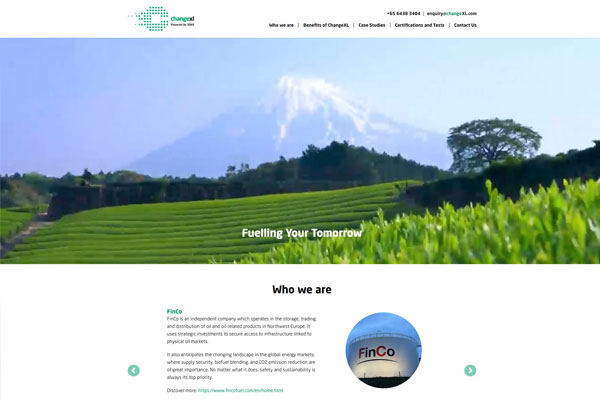 changexl
Powered by XBEE
+65 6438 3404 | enquiry@changeXL.com
Who we are | Benefits of ChangeXL | Case Studies | Certifications and Tests | Contact Us
Fuelling Your Tomorrow
Who we are
FinCo
FinCo is an independent company which operates in the storage, trading,
and distribution of oil and oil-related products in Northwest Europe. It
uses strategic investments to secure access to infrastructure linked to
physical oil markets.
It also anticipates the changing landscape in the global energy markets;
where supply security, biofuel blending, and CO2 emission reduction are
of great importance. No matter what it does, safety and sustainability is
always its top priority.
Discover more: https://www.fincofuel.com/en/home.html
FinCo